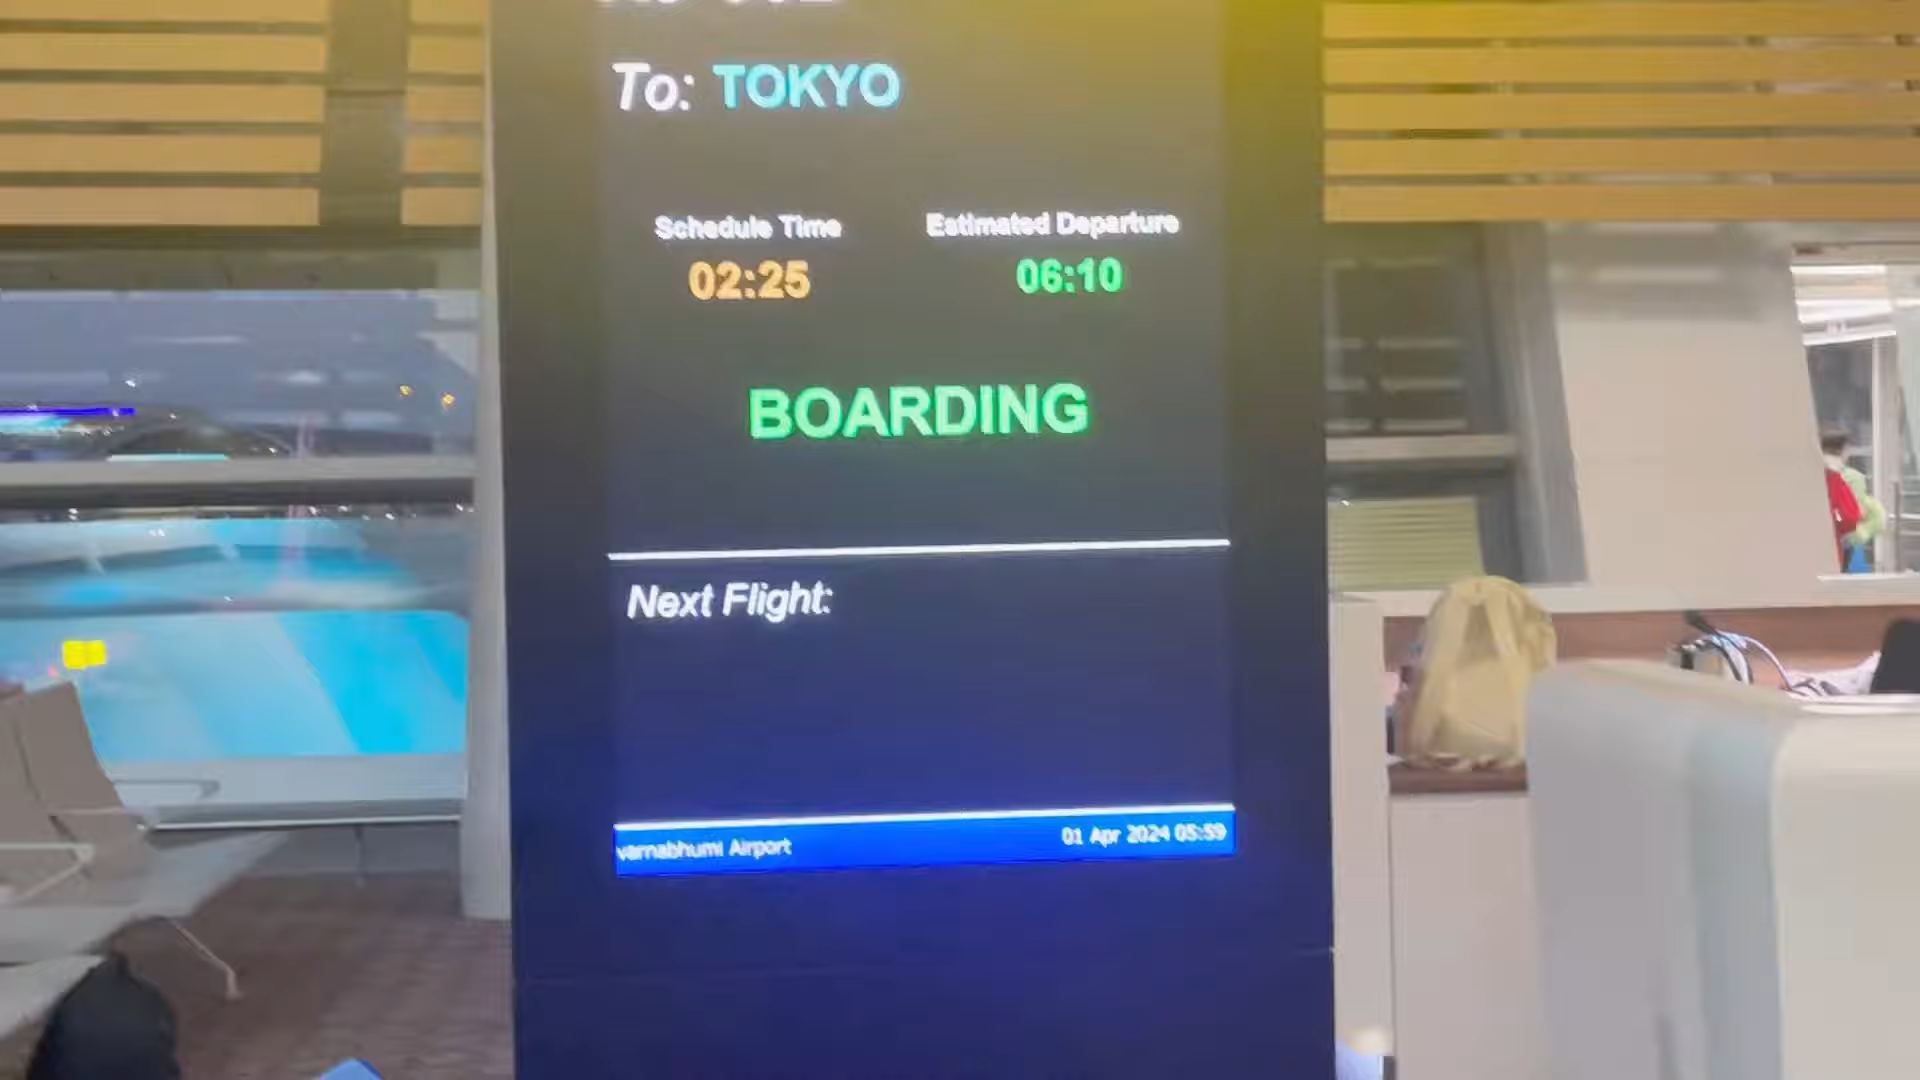 To: TOKYO
Schedule Time Estimated Departure
02:25 06:10
BOARDING
Next Flight:
varnabhumi Airport 01 Apr 2024 05:59